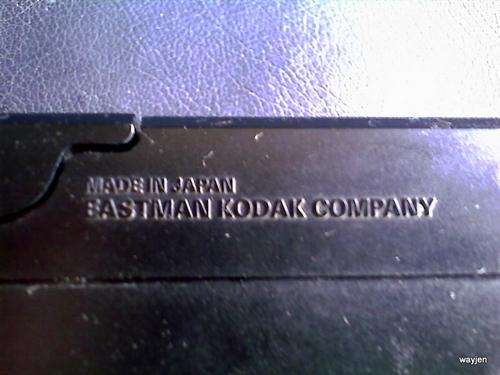 MADE IN JAPAN
EASTMAN KODAK COMPANY
wayjen